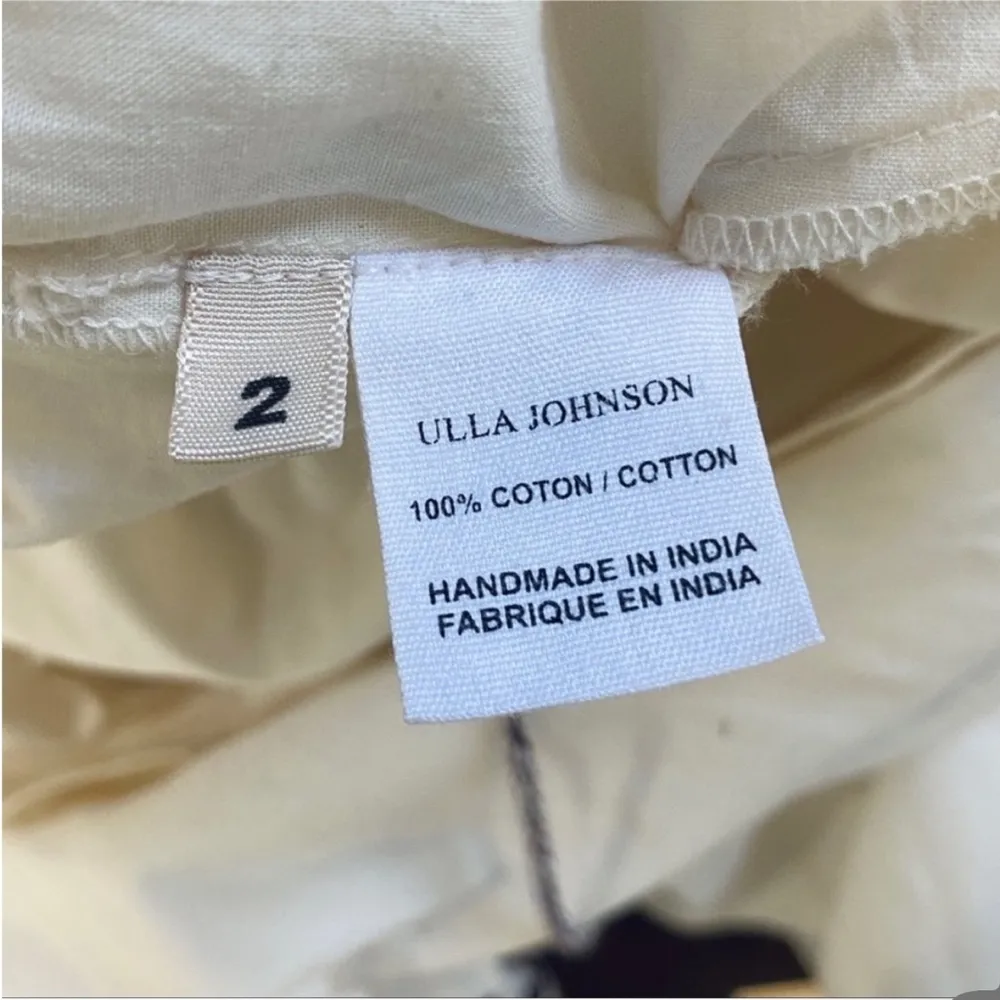 2
ULLA JOHNSON
100% COTON / COTTON
HANDMADE IN INDIA
FABRIQUE EN INDIA